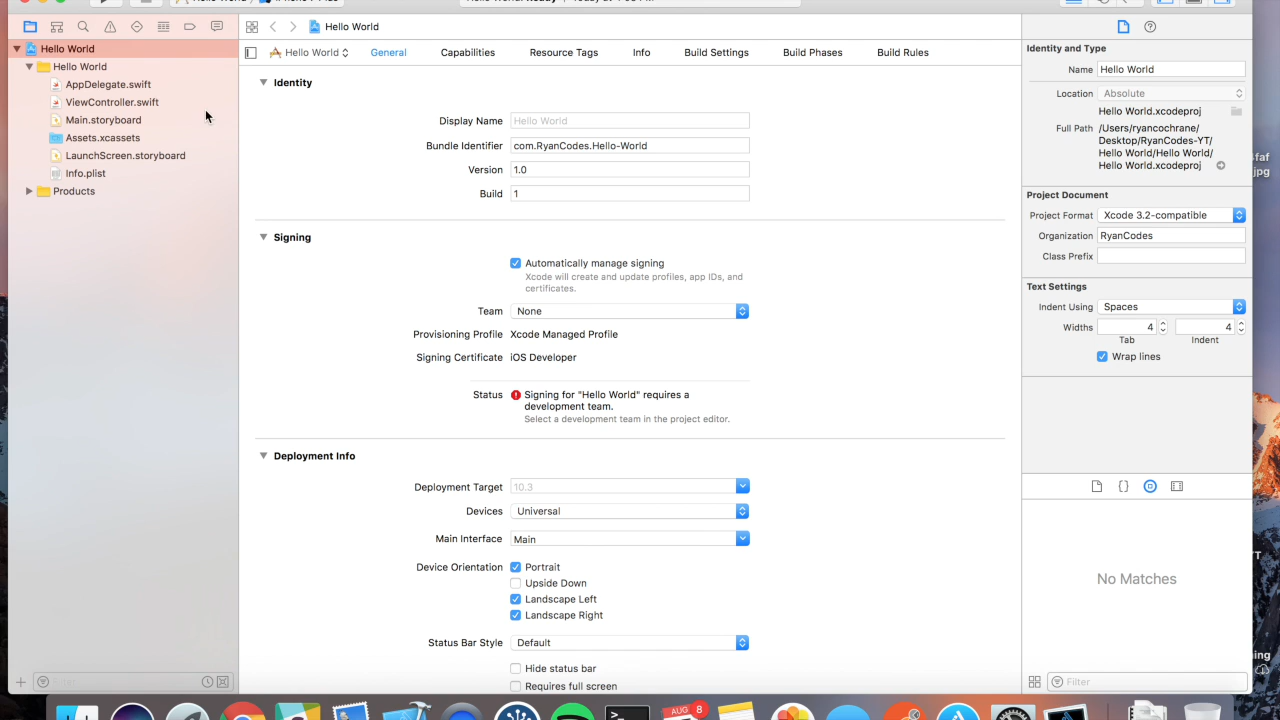 Hello World
General
Capabilities
Resource Tags
Info
Build Settings
Build Phases
Build Rules
Hello World
Hello World
Hello World
AppDelegate.swift
ViewController.swift
Main.storyboard
Assets.xcassets
LaunchScreen.storyboard
Info.plist
Products
Identity
Display Name Hello World
Bundle Identifier com.RyanCodes.Hello-World
Version 1.0
Build 1
Signing
Automatically manage signing
Xcode will create and update profiles, app IDs, and
certificates.
Team None
Provisioning Profile Xcode Managed Profile
Signing Certificate iOS Developer
Status Signing for "Hello World" requires a
development team.
Select a development team in the project editor.
Deployment Info
Deployment Target 10.3
Devices Universal
Main Interface Main
Device Orientation Portrait
Upside Down
Landscape Left
Landscape Right
Status Bar Style Default
Hide status bar
Requires full screen
Identity and Type
Name Hello World
Location Absolute
Hello World.xcodeproj
Full Path /Users/ryancochrane/
Desktop/RyanCodes-YT/
Hello World/Hello World/
Hello World.xcodeproj
Project Document
Project Format Xcode 3.2-compatible
Organization RyanCodes
Class Prefix
Text Settings
Indent Using Spaces
Widths 4 4
Tab Indent
Wrap lines
No Matches
Filter
AUG 8